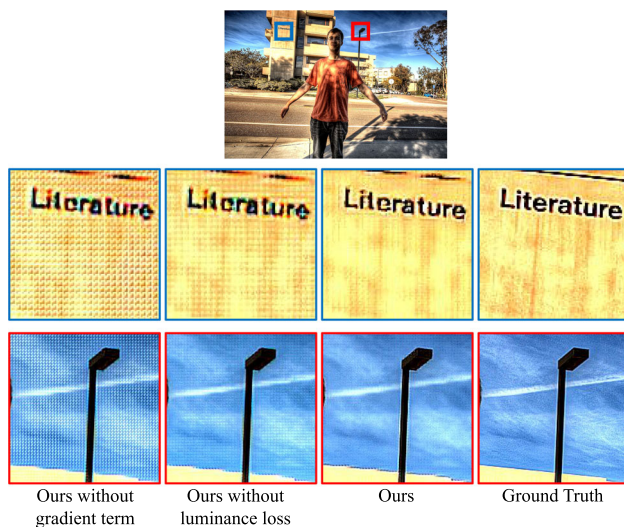 Literature Literature Literature Literature
Ours without gradient term
Ours without luminance loss
Ours
Ground Truth